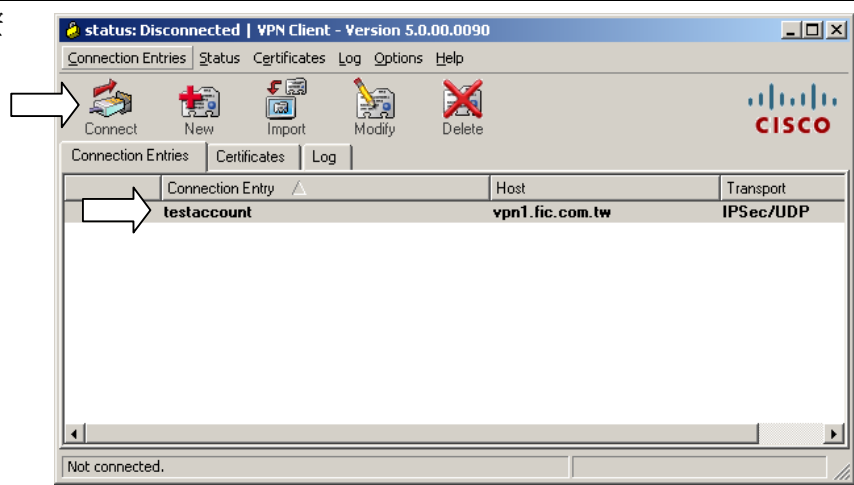 status: Disconnected | VPN Client - Version 5.0.00.0090
Connection Entries Status Certificates Log Options Help
Connect New Import Modify Delete
CISCO
Connection Entries Certificates Log
Connection Entry Host Transport
testaccount vpn1.fic.com.tw IPSec/UDP
Not connected.